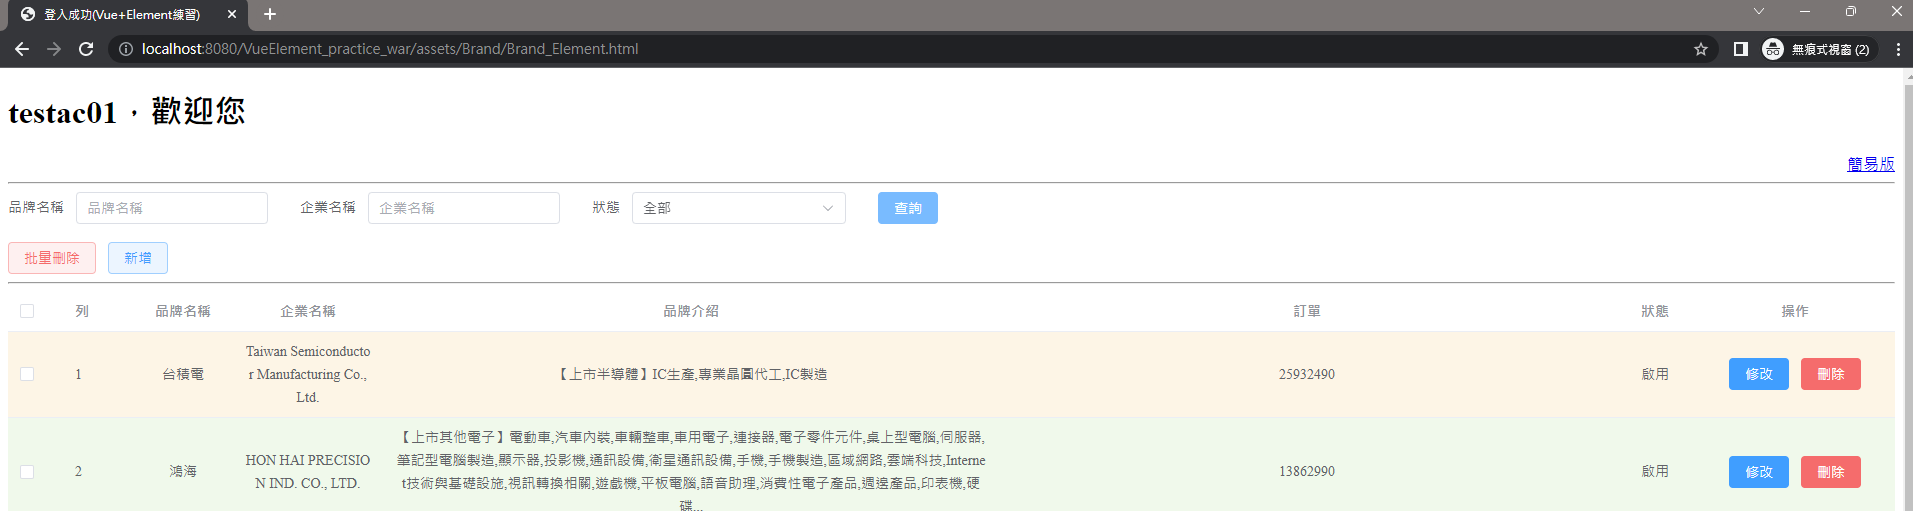 登入成功(Vue+Element練習)
localhost:8080/VueElement_practice_war/assets/Brand/Brand_Element.html
無痕式視窗 (2)
testac01，歡迎您
簡易版
品牌名稱 品牌名稱 企業名稱 企業名稱 狀態 全部 查詢
批量刪除 新增
列 品牌名稱 企業名稱 品牌介紹 訂單 狀態 操作
1 台積電
Taiwan Semiconducto
r Manufacturing Co.,
Ltd.
【上市半導體】IC生產,專業晶圓代工,IC製造
25932490 啟用 修改 刪除
2 鴻海
HON HAI PRECISIO
N IND. CO., LTD.
【上市其他電子】電動車,汽車內裝,車輛整車,車用電子,連接器,電子零件元件,桌上型電腦,伺服器,
筆記型電腦製造,顯示器,投影機,通訊設備,衛星通訊設備,手機,手機製造,區域網路,雲端科技,Interne
t技術與基礎設施,視訊轉換相關,遊戲機,平板電腦,語音助理,消費性電子產品,週邊產品,印表機,硬
碟...
13862990 啟用 修改 刪除